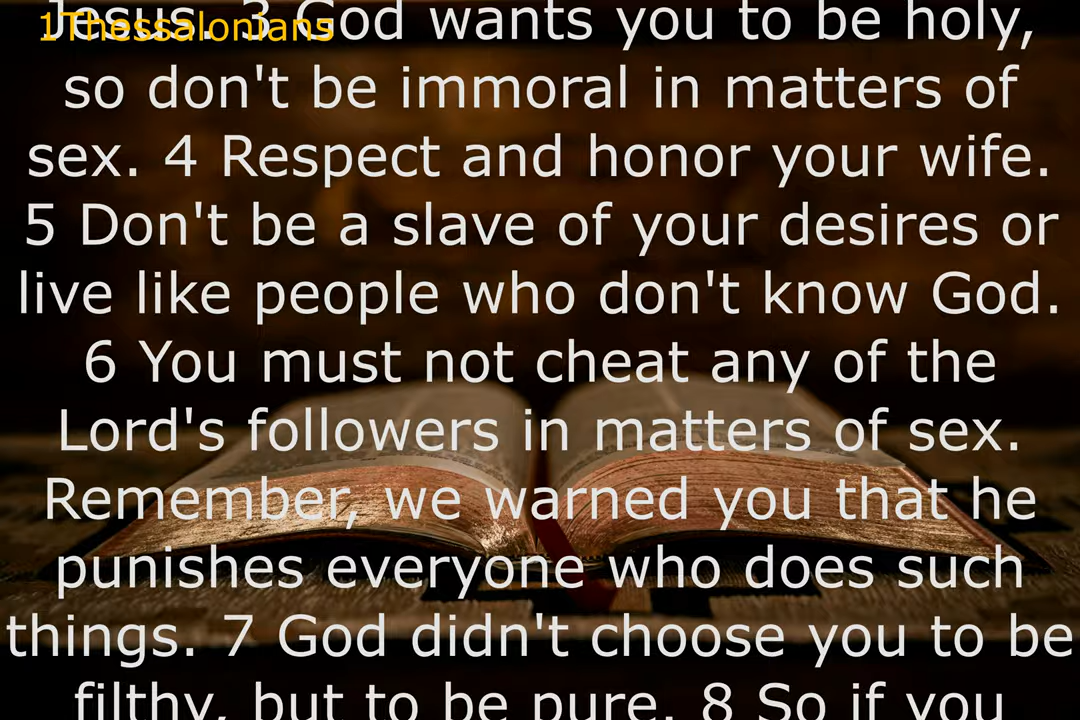 1Thessalonians
Jesus. 3 God wants you to be holy,
so don't be immoral in matters of
sex. 4 Respect and honor your wife.
5 Don't be a slave of your desires or
live like people who don't know God.
6 You must not cheat any of the
Lord's followers in matters of sex.
Remember, we warned you that he
punishes everyone who does such
things. 7 God didn't choose you to be
filthy, but to be pure. 8 So if you